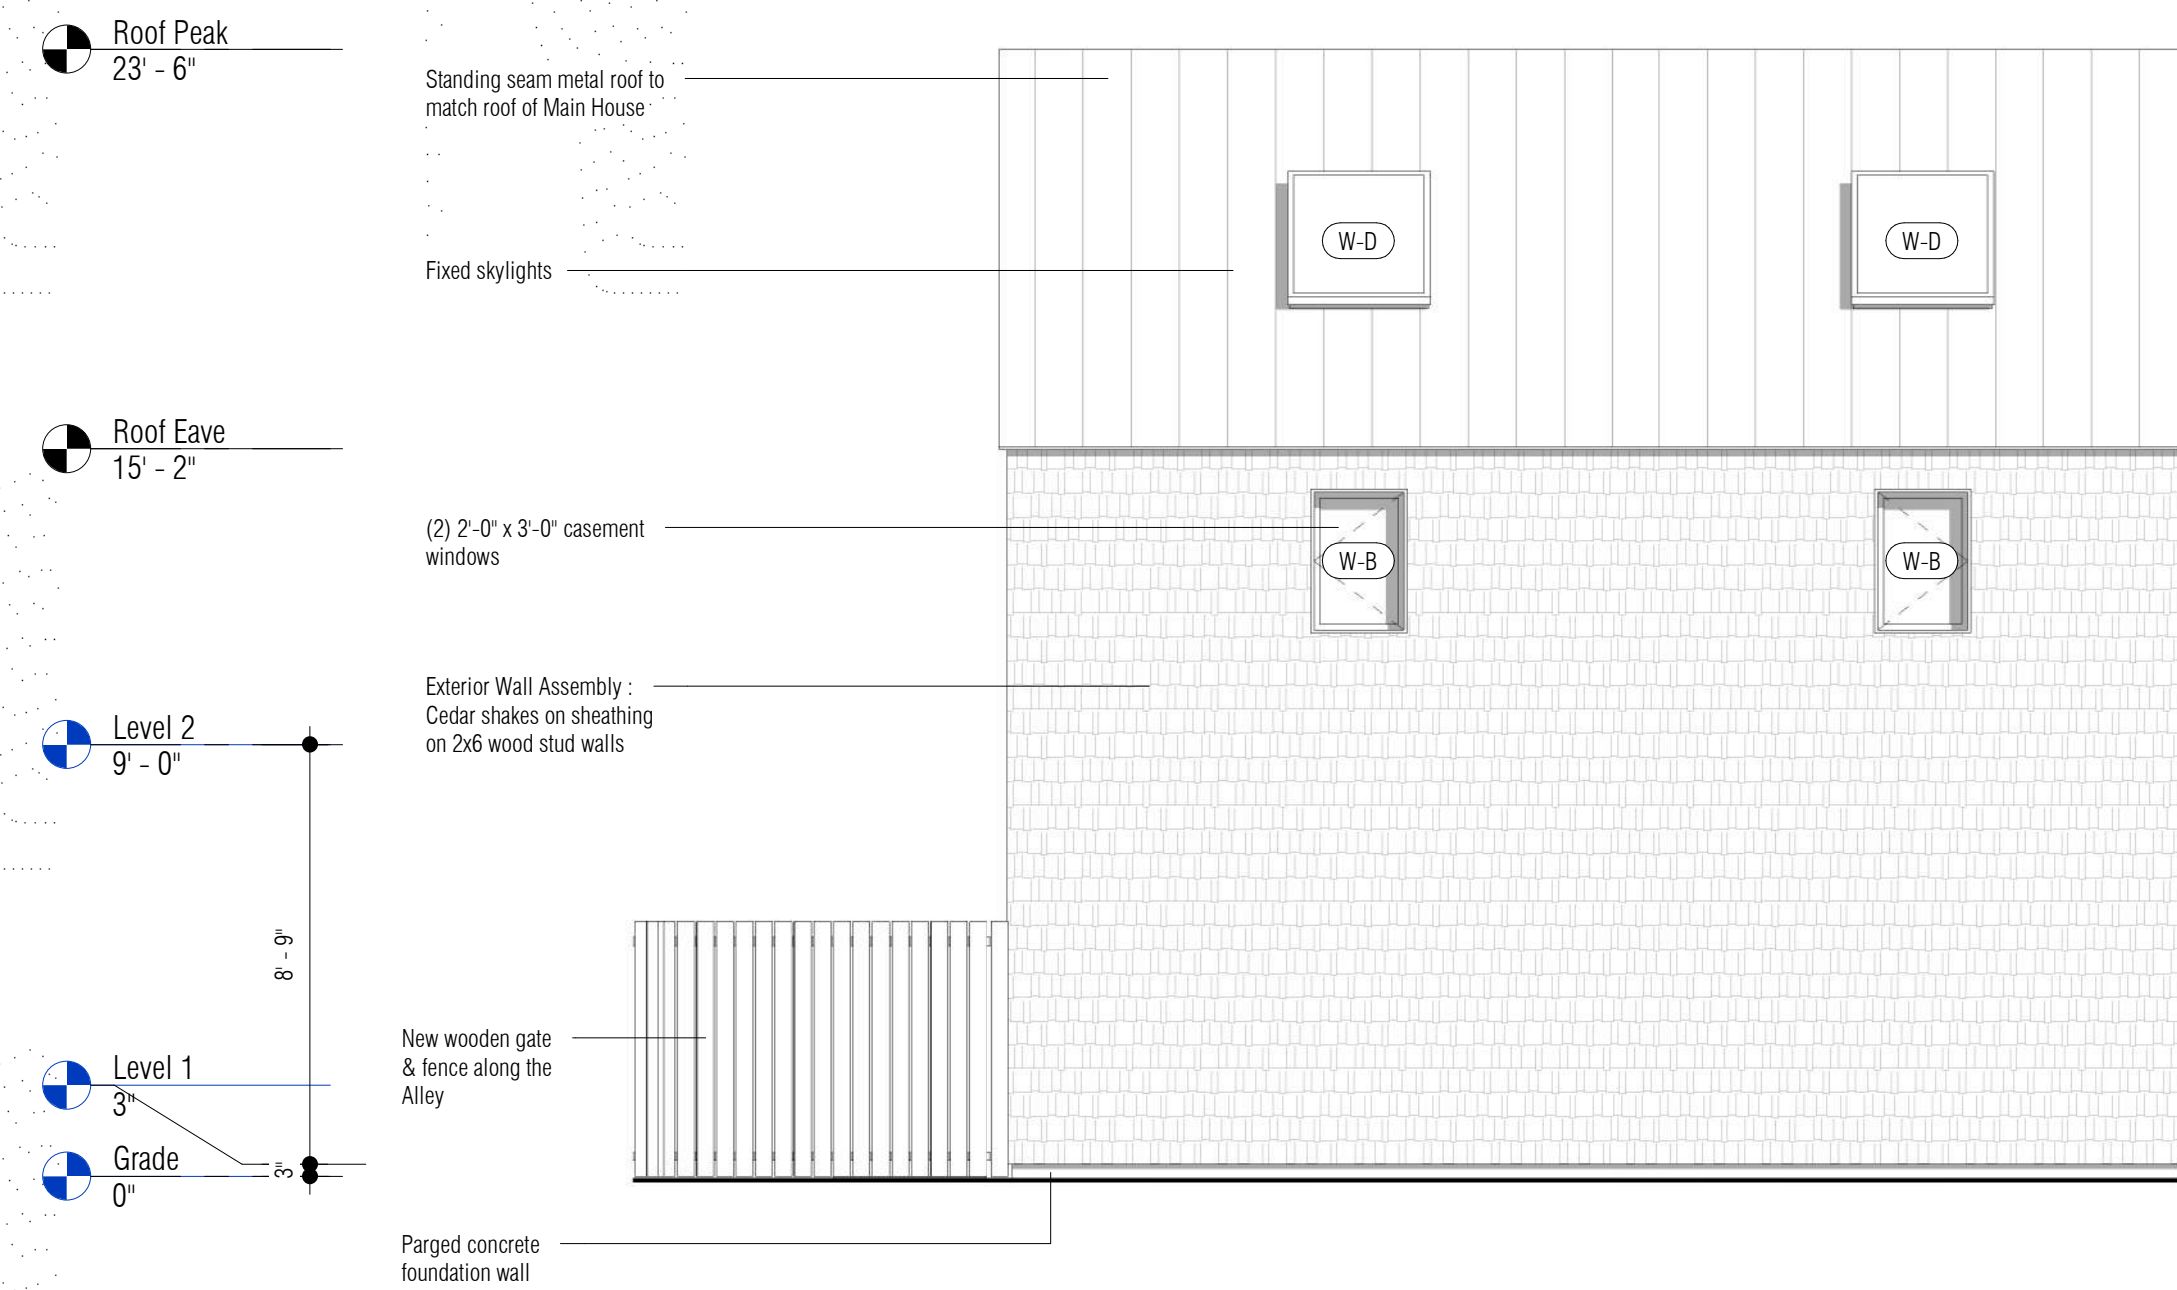 Roof Peak
23' - 6"
Standing seam metal roof to
match roof of Main House
W-D
W-D
Fixed skylights
Roof Eave
15' - 2"
(2) 2'-0" x 3'-0" casement
windows
W-B
W-B
Exterior Wall Assembly :
Cedar shakes on sheathing
on 2x6 wood stud walls
Level 2
9' - 0"
8' - 9"
New wooden gate
& fence along the
Alley
Level 1
3"
Grade
0"
3"
Parged concrete
foundation wall